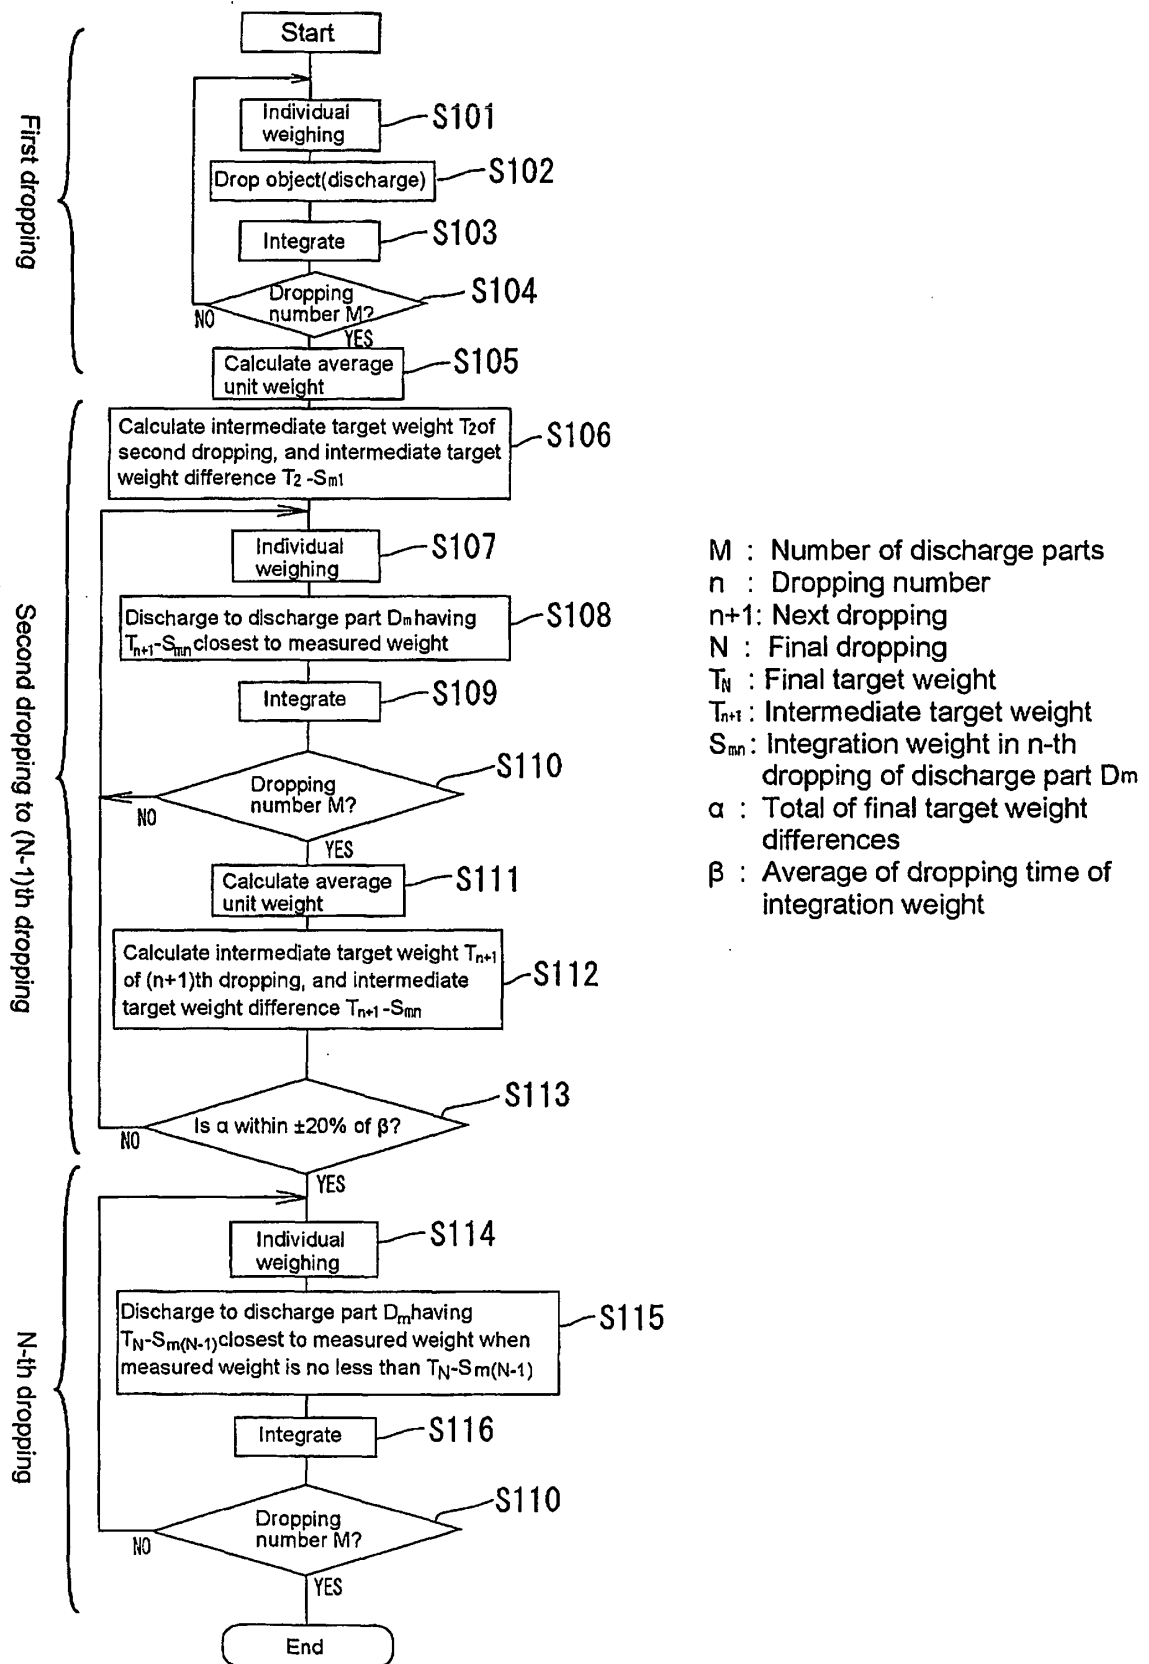 Start
First dropping
Individual
weighing
S101
Drop object(discharge)
S102
Integrate
S103
Dropping
number M?
S104
NO
YES
Calculate average
unit weight
S105
Second dropping to (N-1)th dropping
Calculate intermediate target weight T2of
second dropping, and intermediate target
weight difference T2 -Sm1
S106
Individual
weighing
S107
Discharge to discharge part Dm having
Tn+1-Smn closest to measured weight
S108
Integrate
S109
Dropping
number M?
S110
NO
YES
Calculate average
unit weight
S111
Calculate intermediate target weight Tn+1
of (n+1)th dropping, and intermediate
target weight difference Tn+1 -Smn
S112
Is α within ±20% of β?
S113
NO
YES
N-th dropping
Individual
weighing
S114
Discharge to discharge part Dm having
TN-Sm(N-1) closest to measured weight when
measured weight is no less than TN-Sm(N-1)
S115
Integrate
S116
Dropping
number M?
S110
NO
YES
End
M : Number of discharge parts
n : Dropping number
n+1: Next dropping
N : Final dropping
TN : Final target weight
Tn+1 : Intermediate target weight
Smn : Integration weight in n-th
dropping of discharge part Dm
α : Total of final target weight
differences
β : Average of dropping time of
integration weight